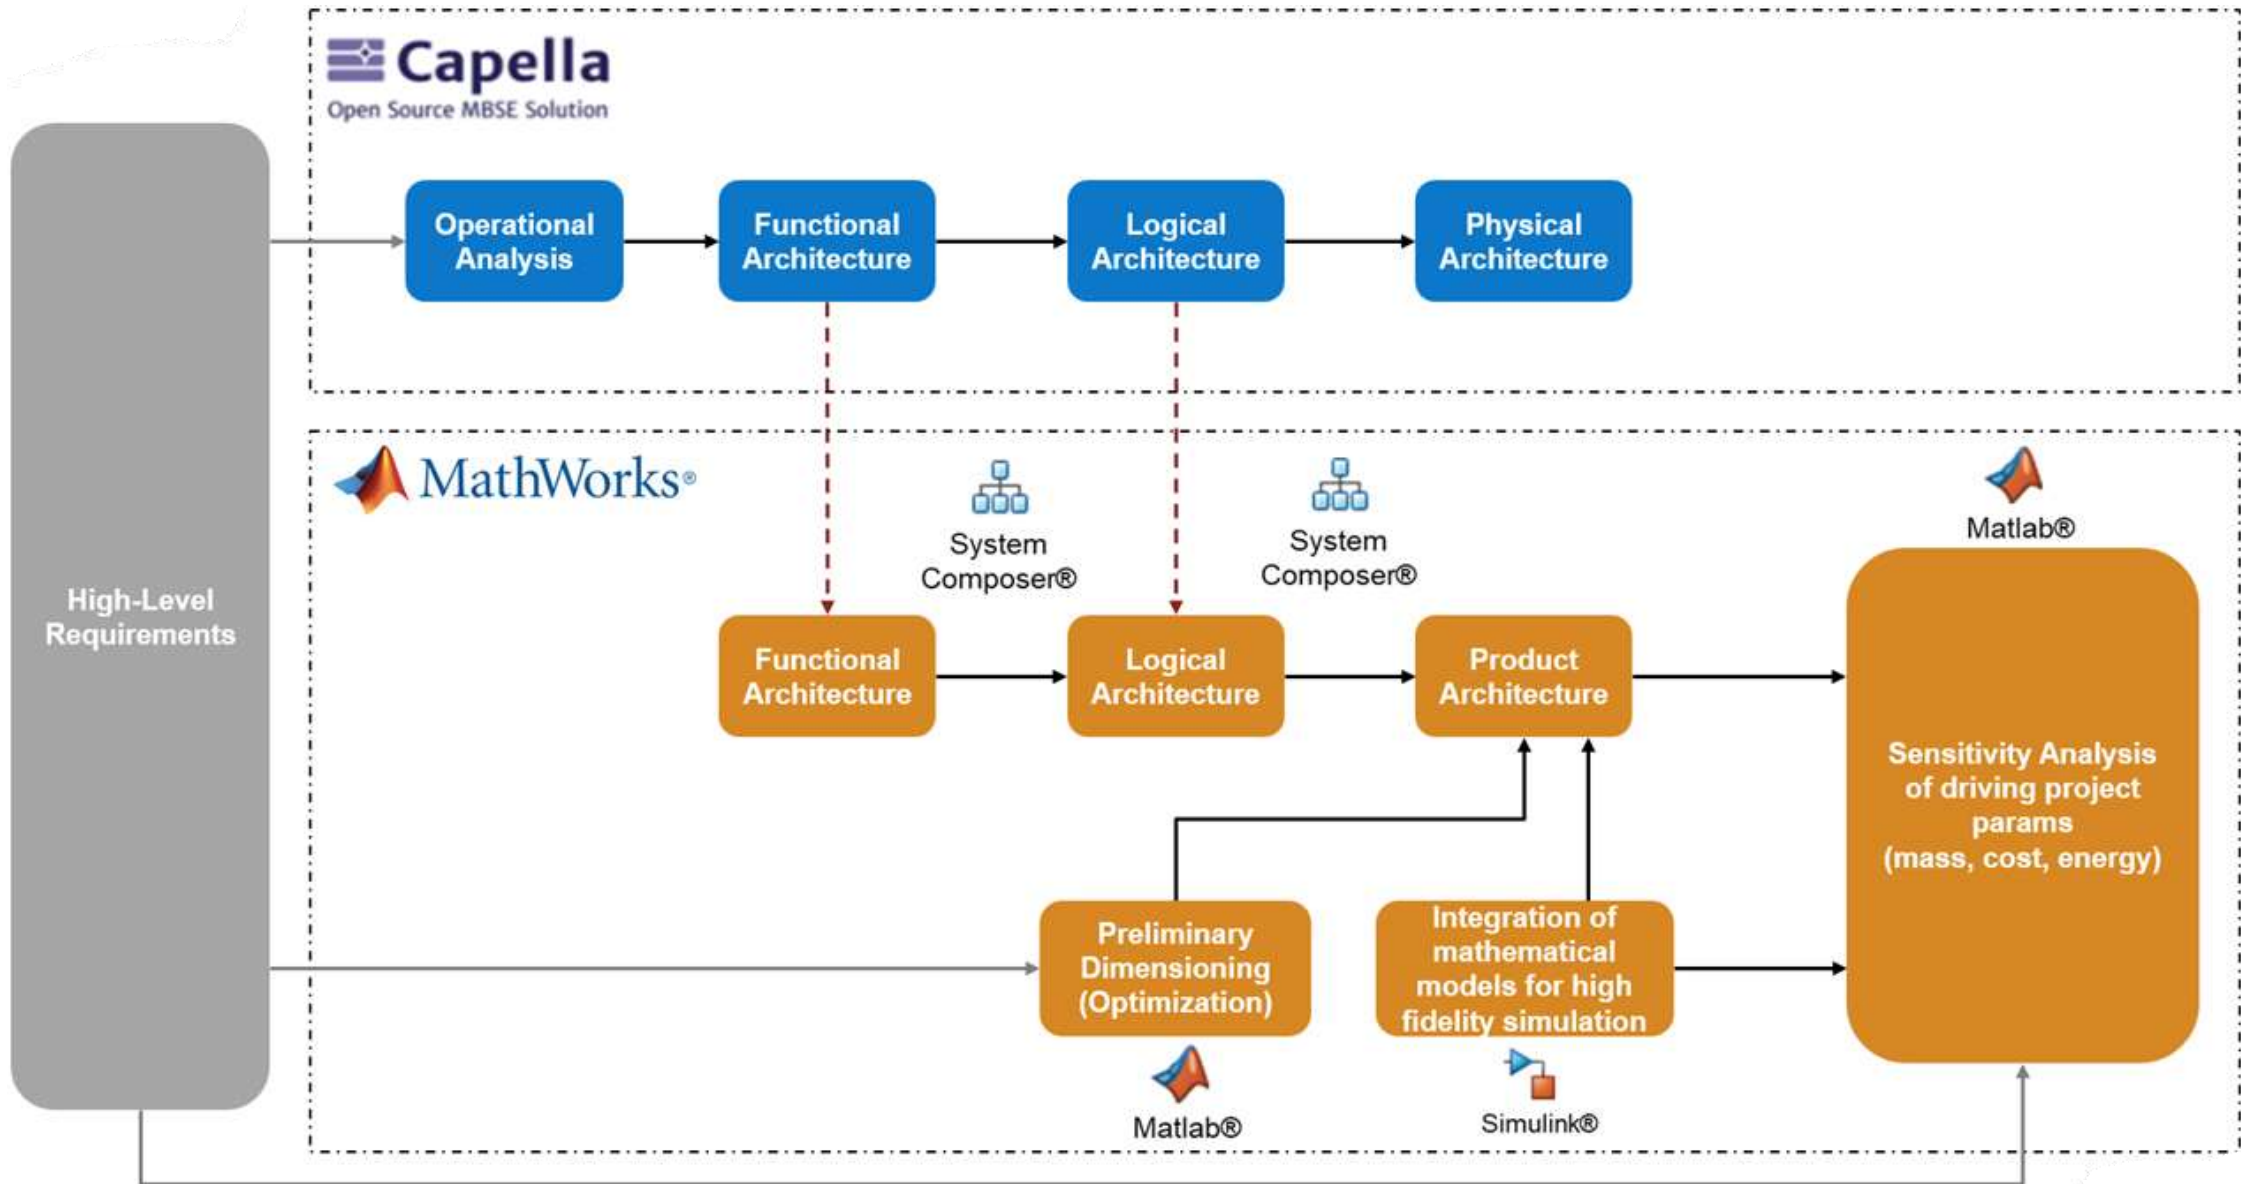 Capella
Open Source MBSE Solution
Operational
Analysis
Functional
Architecture
Logical
Architecture
Physical
Architecture
High-Level
Requirements
MathWorks®
System
Composer®
System
Composer®
Matlab®
Functional
Architecture
Logical
Architecture
Product
Architecture
Sensitivity Analysis
of driving project
params
(mass, cost, energy)
Preliminary
Dimensioning
(Optimization)
Integration of
mathematical
models for high
fidelity simulation
Matlab®
Simulink®